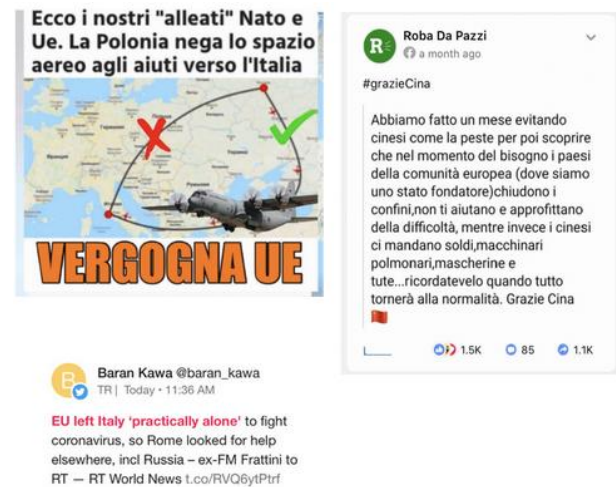 Ecco i nostri "alleati" Nato e
Ue. La Polonia nega lo spazio
aereo agli aiuti verso l'Italia
VERGOGNA UE
Roba Da Pazzi
a month ago
#grazieCina
Abbiamo fatto un mese evitando
cinesi come la peste per poi scoprire
che nel momento del bisogno i paesi
della comunità europea (dove siamo
uno stato fondatore)chiudono i
confini,non ti aiutano e approfittano
della difficoltà, mentre invece i cinesi
ci mandano soldi,macchinari
polmonari,mascherine e
tute...ricordatevelo quando tutto
tornerà alla normalità. Grazie Cina
1.5K 85 1.1K
Baran Kawa @baran_kawa
TR | Today • 11:36 AM
EU left Italy ‘practically alone’ to fight
coronavirus, so Rome looked for help
elsewhere, incl Russia – ex-FM Frattini to
RT — RT World News t.co/RVQ6ytPtrf